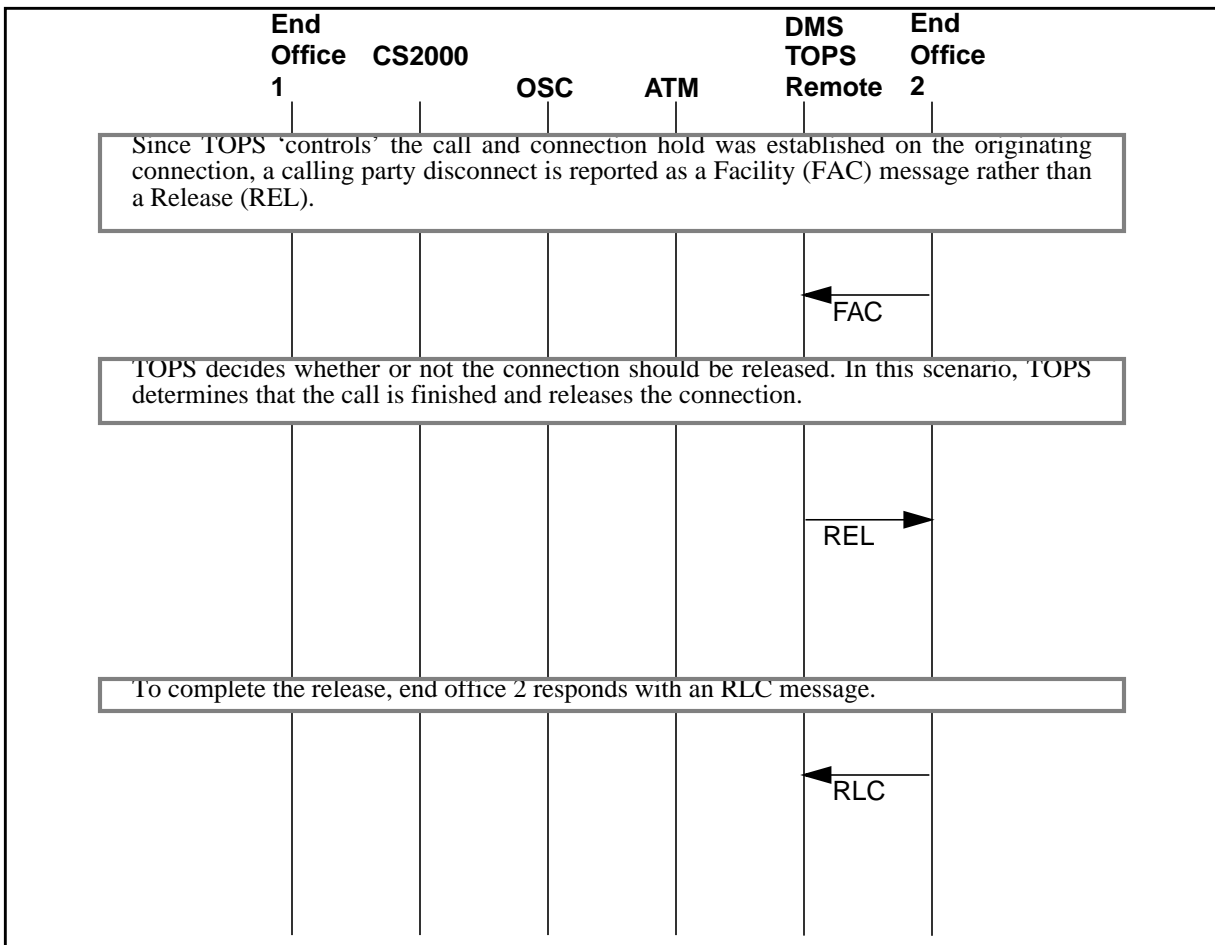 End Office 1
CS2000
OSC
ATM
DMS TOPS Remote
End Office 2
Since TOPS ‘controls’ the call and connection hold was established on the originating
connection, a calling party disconnect is reported as a Facility (FAC) message rather than
a Release (REL).
FAC
TOPS decides whether or not the connection should be released. In this scenario, TOPS
determines that the call is finished and releases the connection.
REL
To complete the release, end office 2 responds with an RLC message.
RLC